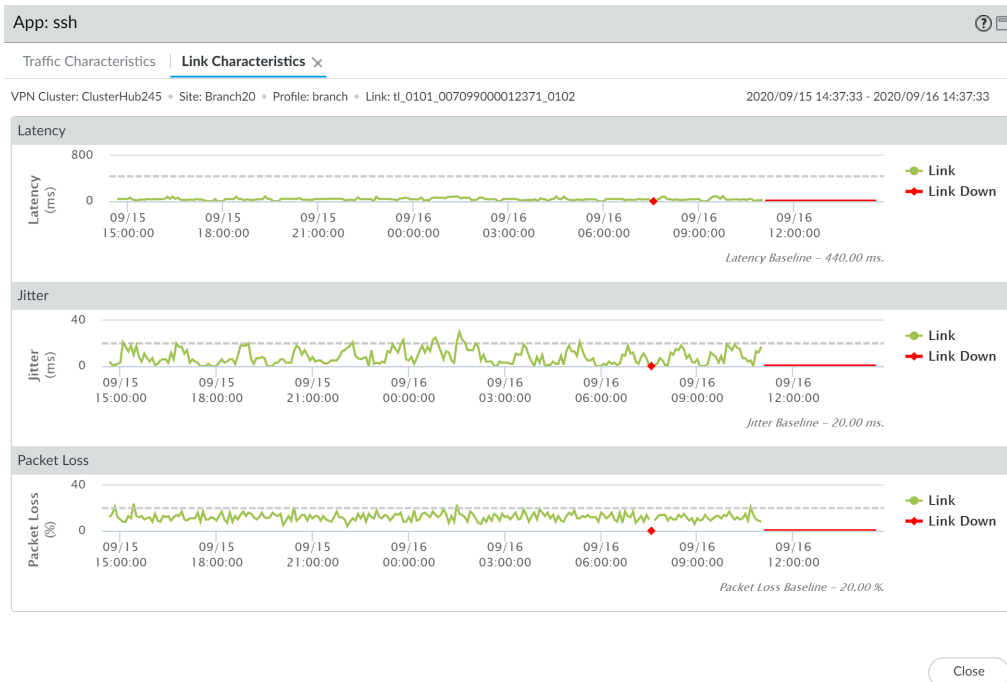 App: ssh
?
Traffic Characteristics Link Characteristics
VPN Cluster: ClusterHub245 • Site: Branch20 • Profile: branch • Link: tl_0101_007099000012371_0102 2020/09/15 14:37:33 - 2020/09/16 14:37:33
Latency
Latency
(ms)
800
0
09/15 09/15 09/15 09/16 09/16 09/16 09/16 09/16
15:00:00 18:00:00 21:00:00 00:00:00 03:00:00 06:00:00 09:00:00 12:00:00
Link
Link Down
Latency Baseline – 440.00 ms.
Jitter
Jitter
(ms)
40
0
09/15 09/15 09/15 09/16 09/16 09/16 09/16 09/16
15:00:00 18:00:00 21:00:00 00:00:00 03:00:00 06:00:00 09:00:00 12:00:00
Link
Link Down
Jitter Baseline – 20.00 ms.
Packet Loss
Packet Loss
(%)
40
0
09/15 09/15 09/15 09/16 09/16 09/16 09/16 09/16
15:00:00 18:00:00 21:00:00 00:00:00 03:00:00 06:00:00 09:00:00 12:00:00
Link
Link Down
Packet Loss Baseline – 20.00 %.
Close